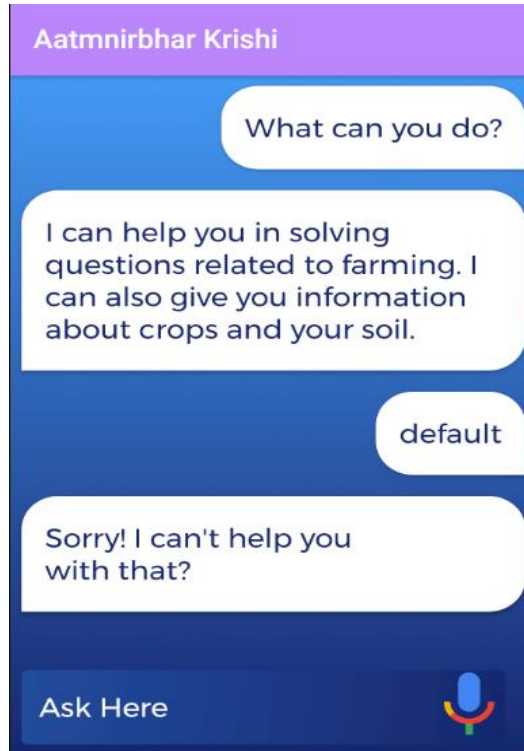 Aatmnirbhar Krishi
What can you do?
I can help you in solving
questions related to farming. I
can also give you information
about crops and your soil.
default
Sorry! I can't help you
with that?
Ask Here